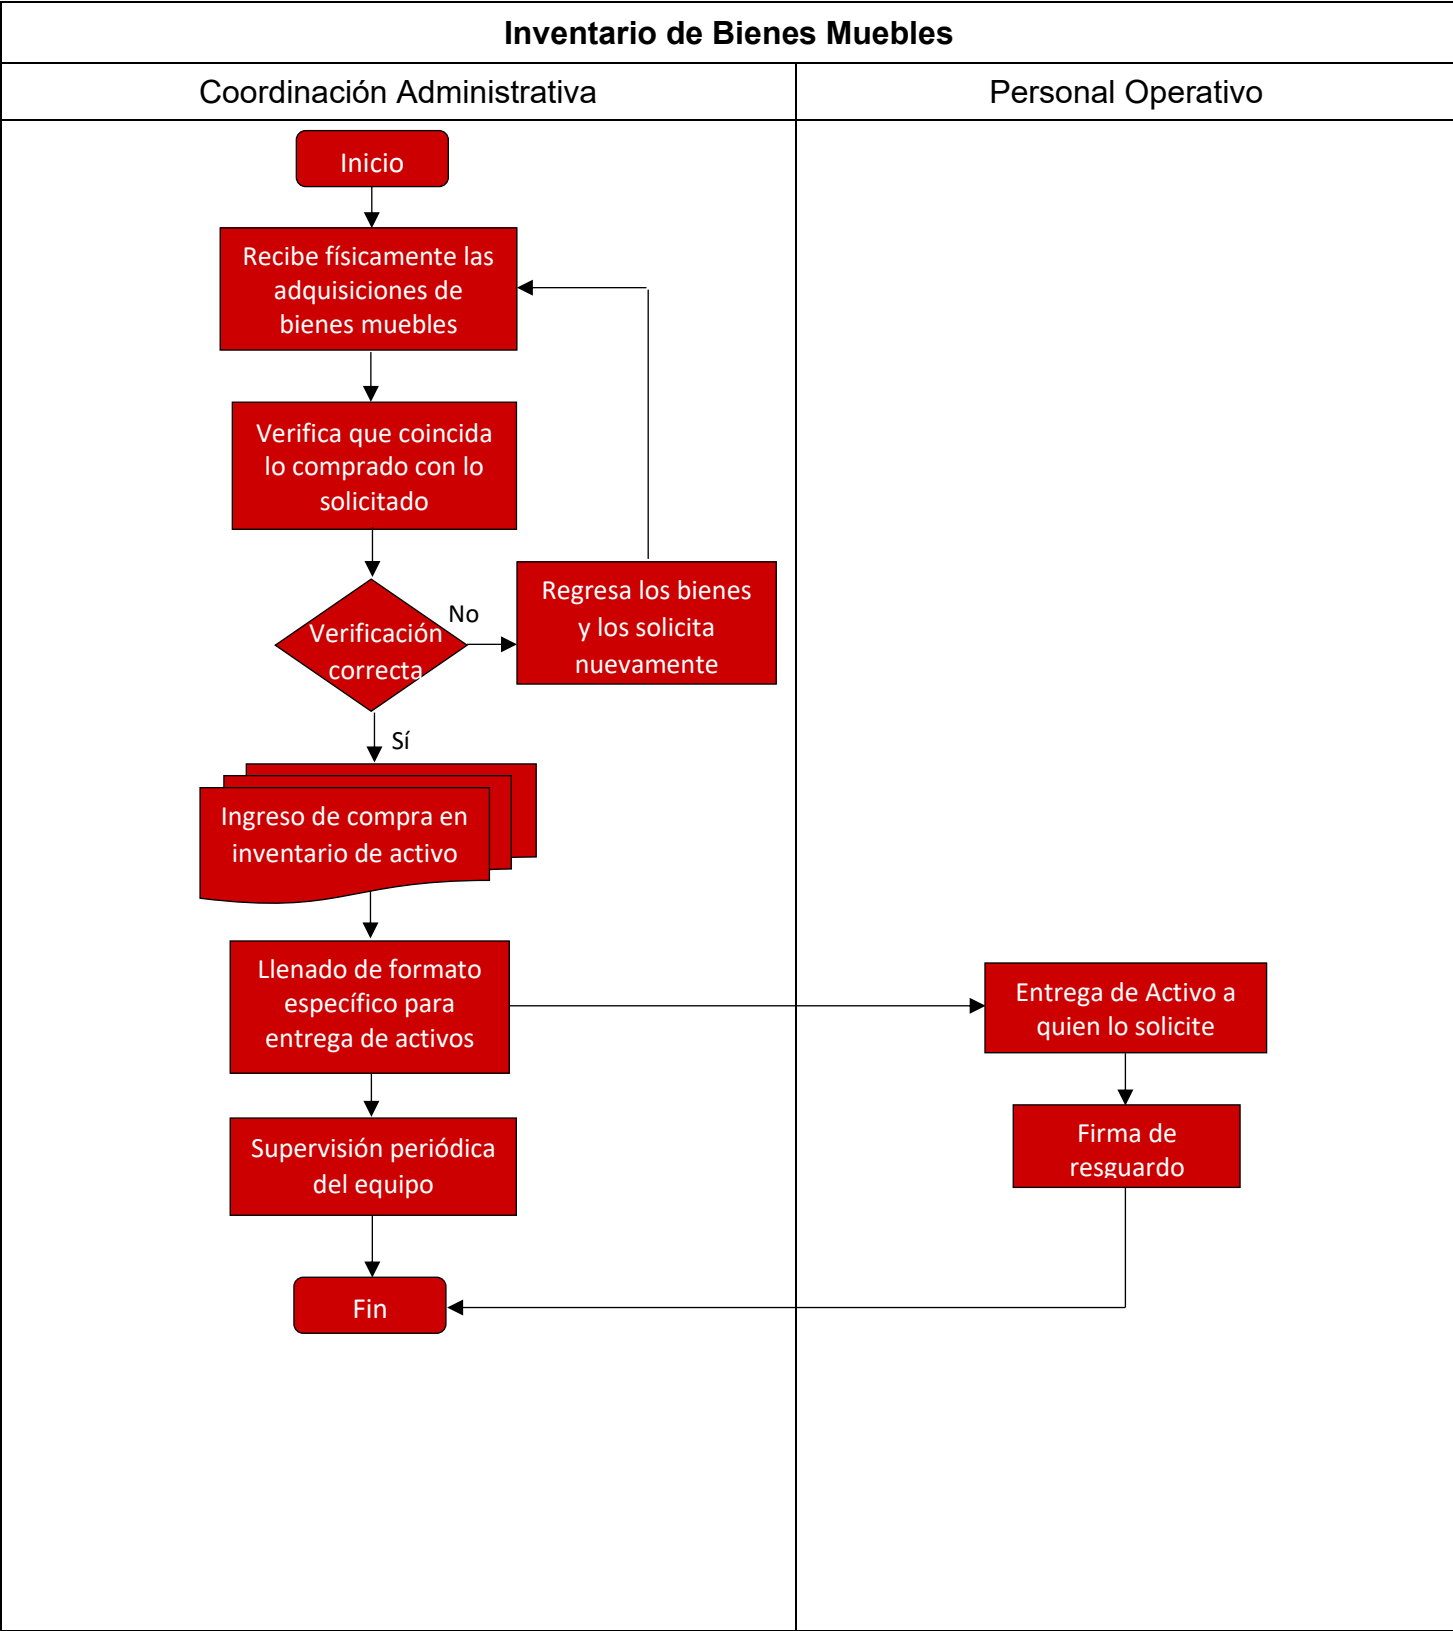 Inventario de Bienes Muebles
Coordinación Administrativa
Personal Operativo
Inicio
Recibe físicamente las
adquisiciones de
bienes muebles
Verifica que coincida
lo comprado con lo
solicitado
Verificación
correcta
No
Regresa los bienes
y los solicita
nuevamente
Sí
Ingreso de compra en
inventario de activo
Llenado de formato
específico para
entrega de activos
Entrega de Activo a
quien lo solicite
Supervisión periódica
del equipo
Firma de
resguardo
Fin